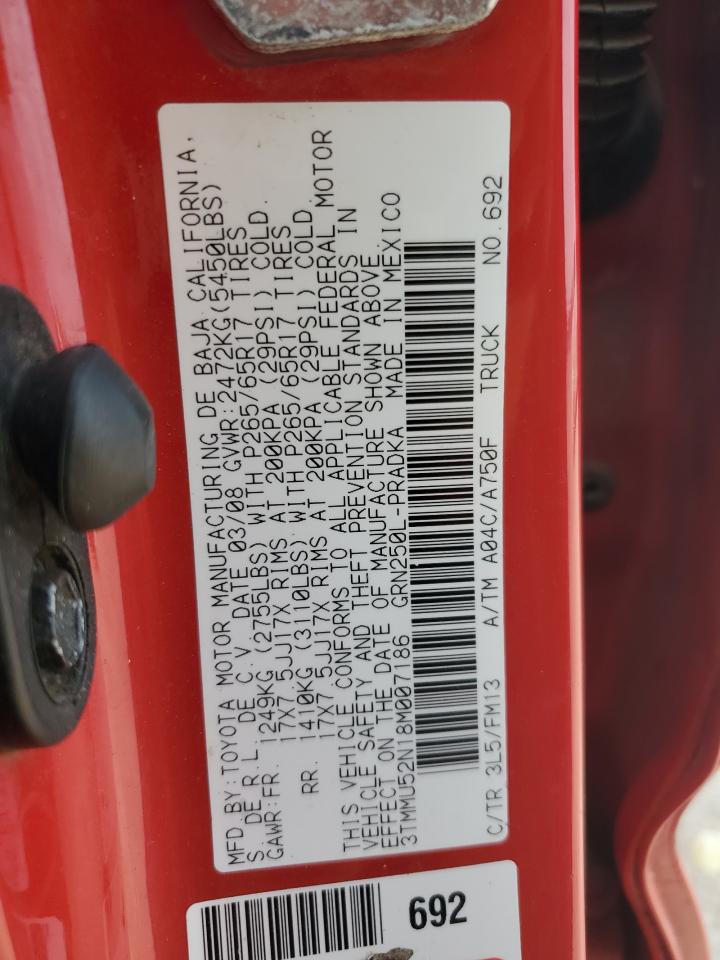 MFD BY:TOYOTA MOTOR MANUFACTURING DE BAJA CALIFORNIA,
S DE R.L. DE C.V. DATE 03/08 GVWR:2472KG(5450LBS)
GAWR:FR. 1249KG (2755LBS) WITH P265/65R17 TIRES
17X7.5JJ17X RIMS AT 200KPA (29PSI) COLD.
RR. 1410KG (3110LBS) WITH P265/65R17 TIRES
17X7.5JJ17X RIMS AT 200KPA (29PSI) COLD.
THIS VEHICLE CONFORMS TO ALL APPLICABLE FEDERAL MOTOR
VEHICLE SAFETY AND THEFT PREVENTION STANDARDS IN
EFFECT ON THE DATE OF MANUFACTURE SHOWN ABOVE.
3TMMU52N18M007186 GRN250L-PRADKA MADE IN MEXICO
C/TR 3L5/FM13 A/TM A04C/A750F TRUCK NO.692
692